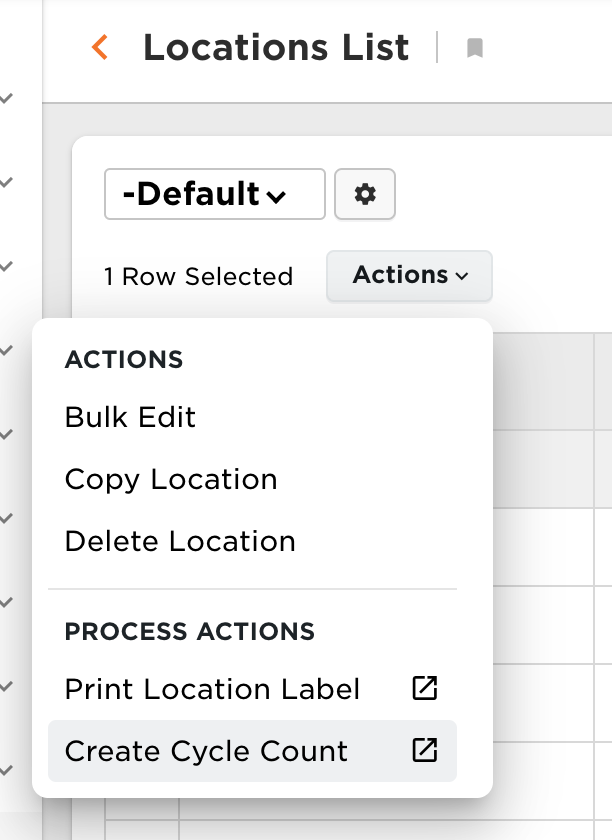 Locations List
-Default
1 Row Selected
Actions
ACTIONS
Bulk Edit
Copy Location
Delete Location
PROCESS ACTIONS
Print Location Label
Create Cycle Count